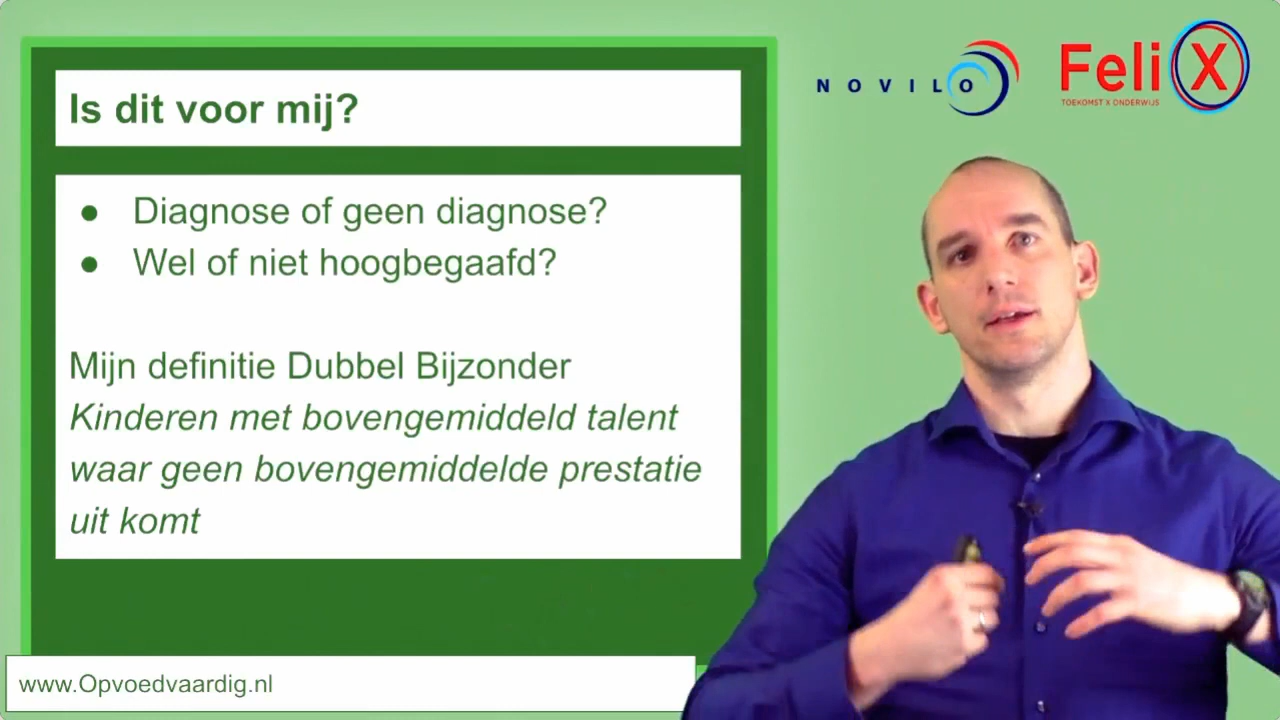 Is dit voor mij?
● Diagnose of geen diagnose?
● Wel of niet hoogbegaafd?
Mijn definitie Dubbel Bijzonder
Kinderen met bovengemiddeld talent
waar geen bovengemiddelde prestatie
uit komt
www.Opvoedvaardig.nl
NOVILO
FeliX
TOEKOMST X ONDERWIJS